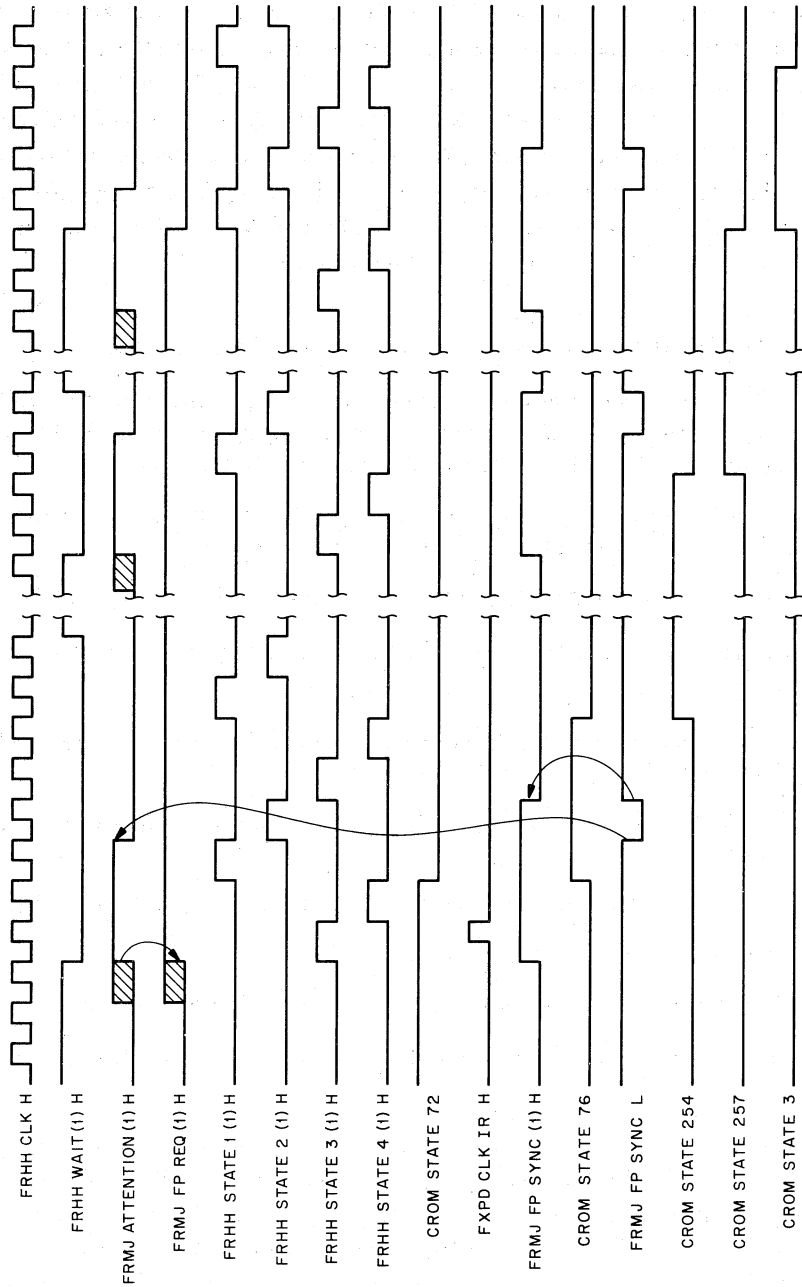 FRHH CLK H
FRHH WAIT (1) H
FRMJ ATTENTION (1) H
FRMJ FP REQ (1) H
FRHH STATE 1 (1) H
FRHH STATE 2 (1) H
FRHH STATE 3 (1) H
FRHH STATE 4 (1) H
CROM STATE 72
FXPD CLK IR H
FRMJ FP SYNC (1) H
CROM STATE 76
FRMJ FP SYNC L
CROM STATE 254
CROM STATE 257
CROM STATE 3